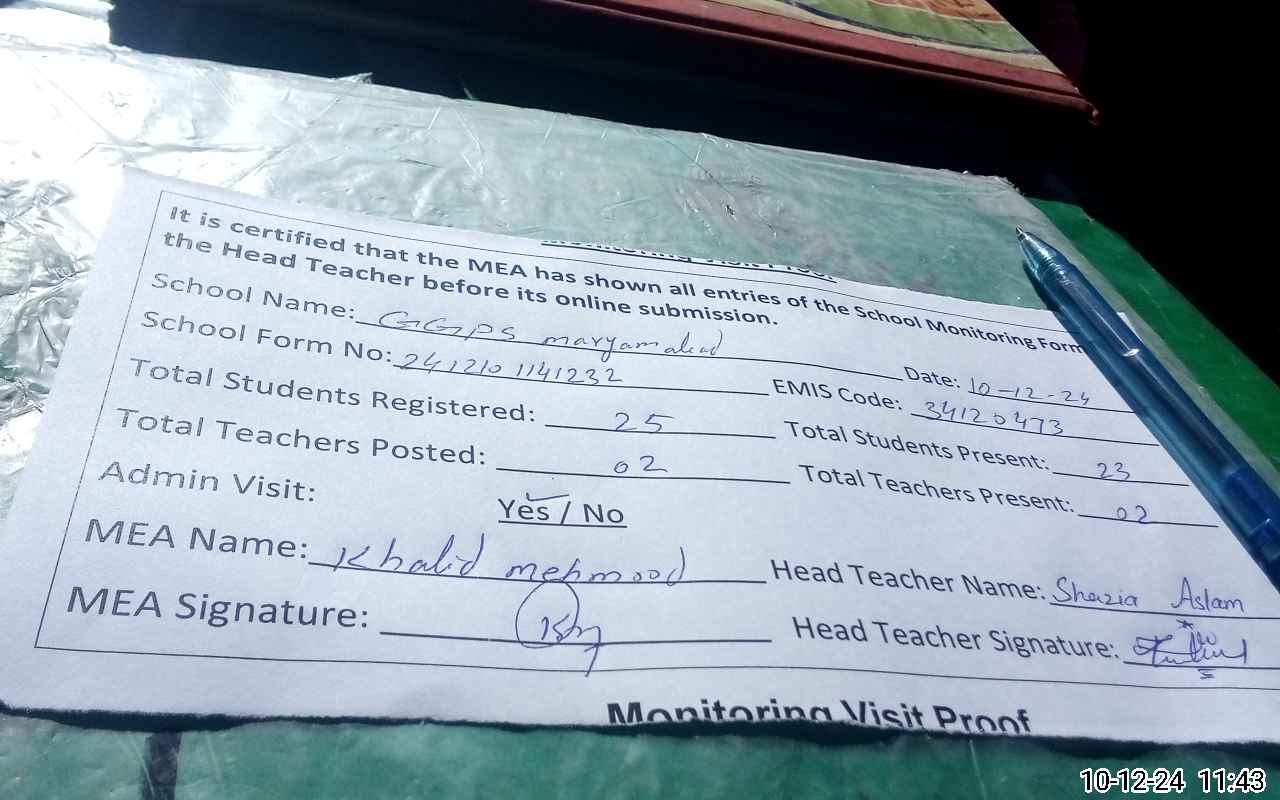 Monitoring Visit Proof
It is certified that the MEA has shown all entries of the School Monitoring Form
the Head Teacher before its online submission.
School Name: GGPS maryamabad Date: 10-12-24
School Form No: 2412101141232 EMIS Code: 34120473
Total Students Registered: 25 Total Students Present: 23
Total Teachers Posted: 02 Total Teachers Present: 02
Admin Visit: Yes / No
MEA Name: Khalid mehmood Head Teacher Name: Shazia Aslam
MEA Signature: Head Teacher Signature:
Monitoring Visit Proof
10-12-24 11:43